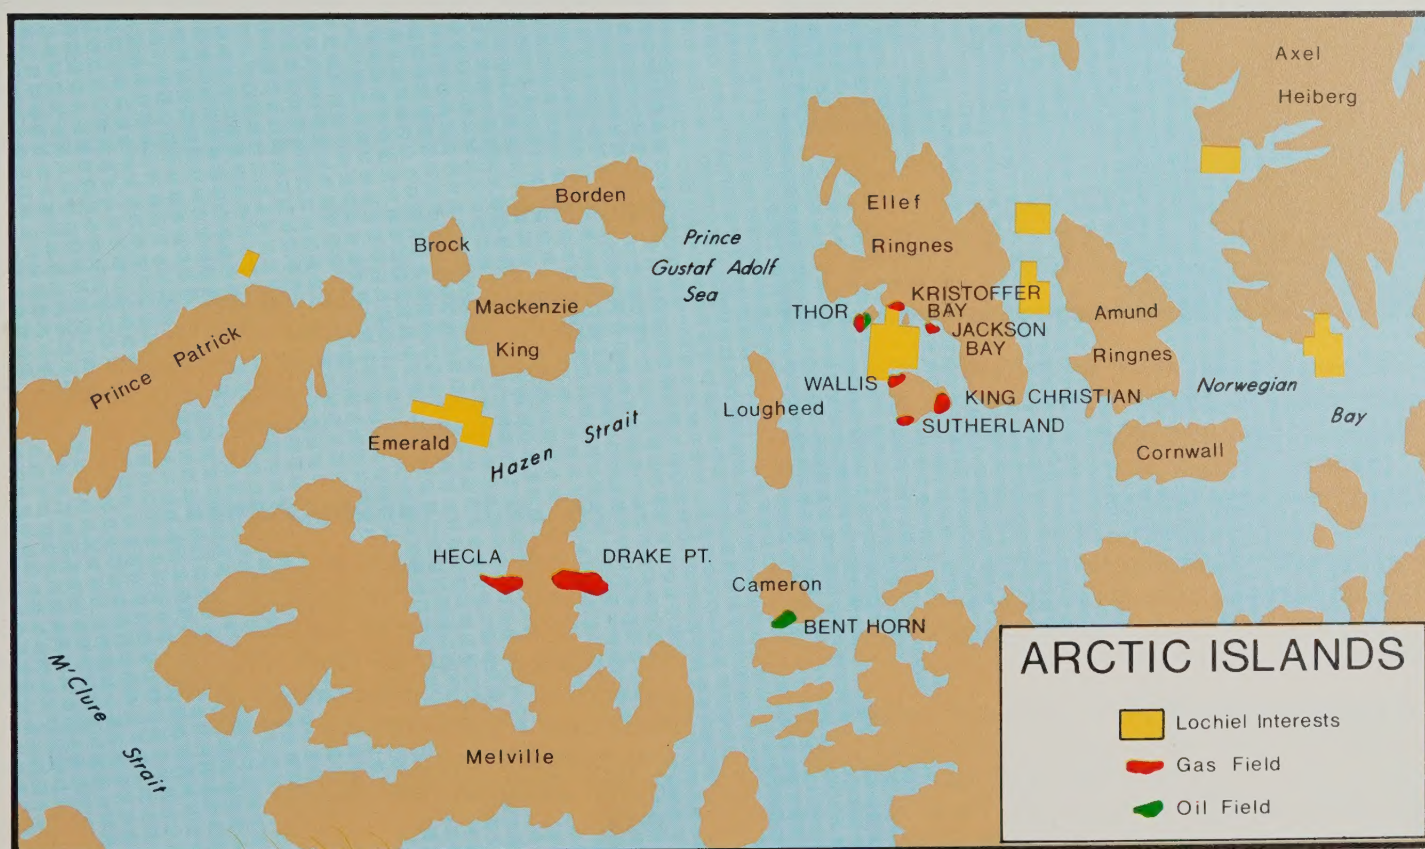 Axel
Heiberg
Borden
Ellef
Ringnes
Brock
Prince
Gustaf Adolf
Sea
Mackenzie
King
KRISTOFFER
BAY
THOR
JACKSON
BAY
Amund
Ringnes
Prince Patrick
WALLIS
KING CHRISTIAN
SUTHERLAND
Lougheed
Norwegian
Bay
Emerald
Hazen Strait
Cornwall
HECLA
DRAKE PT.
Cameron
BENT HORN
M'Clure
Strait
Melville
ARCTIC ISLANDS
Lochiel Interests
Gas Field
Oil Field